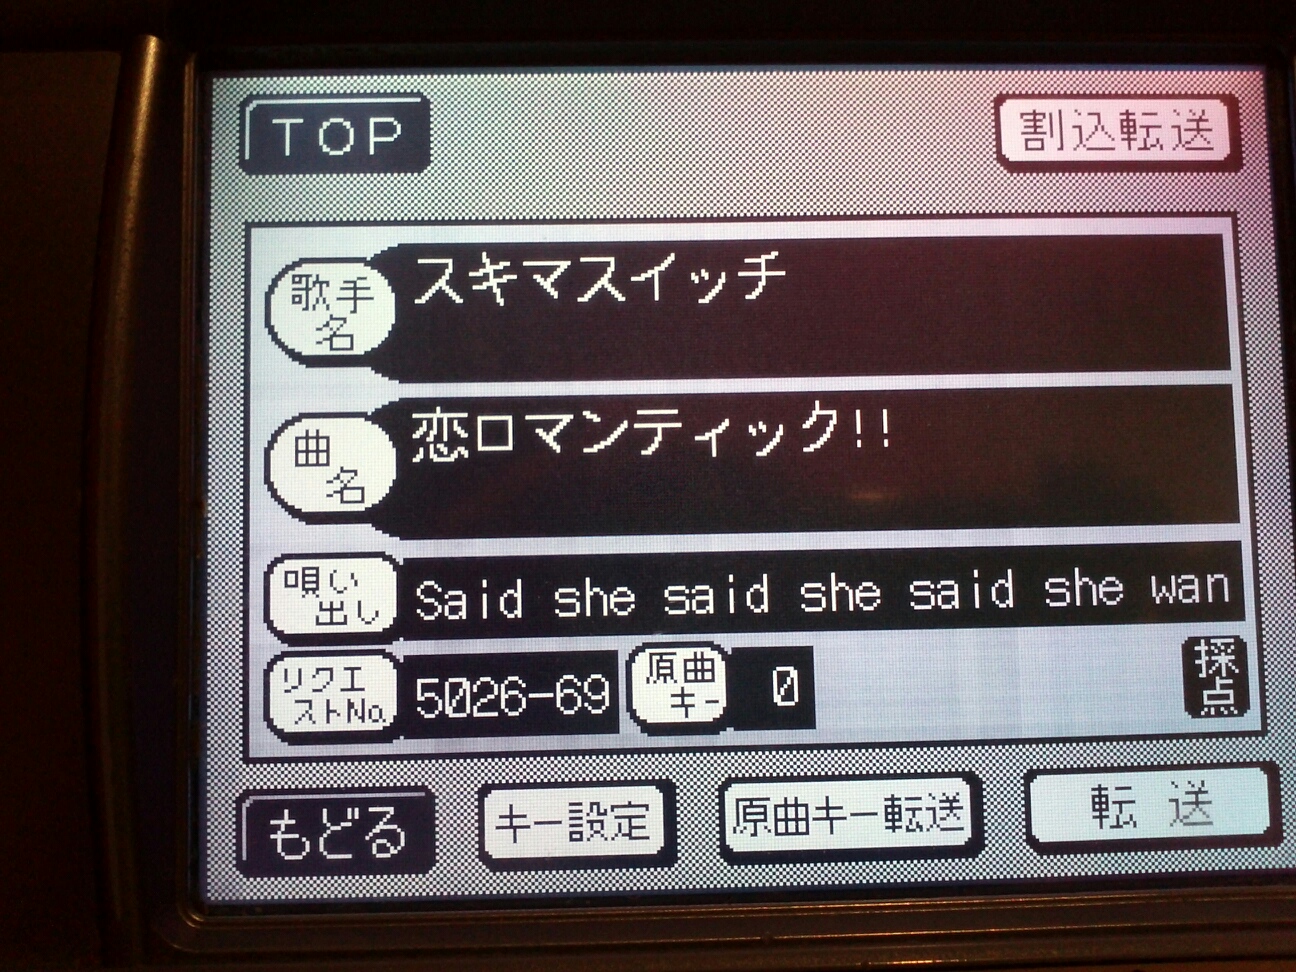 TOP
割込転送
歌手名
スキマスイッチ
曲名
恋ロマンティック!!
唄い出し
Said she said she said she wan
リクエストNo.
5026-69
原曲キー
0
採点
もどる
キー設定
原曲キー転送
転送